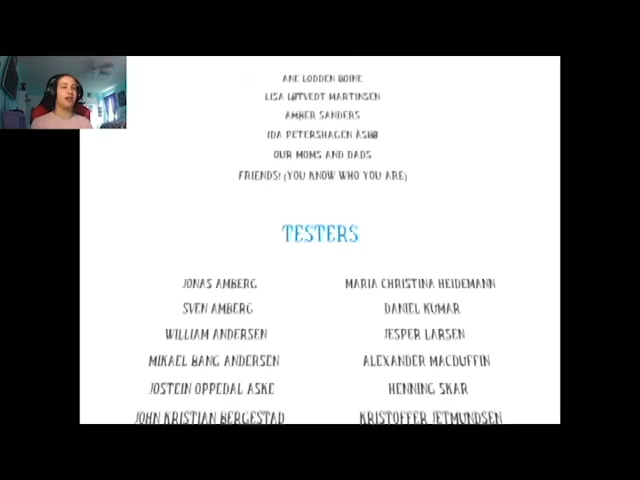 ANE LODDEN BOINE
LISA LØTVEDT MARTINSEN
AMBER SANDERS
IDA PETERSHAGEN ÅSHØ
OUR MOMS AND DADS
FRIENDS! (YOU KNOW WHO YOU ARE)
TESTERS
JONAS AMBERG MARIA CHRISTINA HEIDEMANN
SVEN AMBERG DANIEL KUMAR
WILLIAM ANDERSEN JESPER LARSEN
MIKAEL BANG ANDERSEN ALEXANDER MACDUFFIN
JOSTEIN OPPEDAL ASKE HENNING SKAR
JOHN KRISTIAN BERGESTAD KRISTOFFER JETMUNDSEN